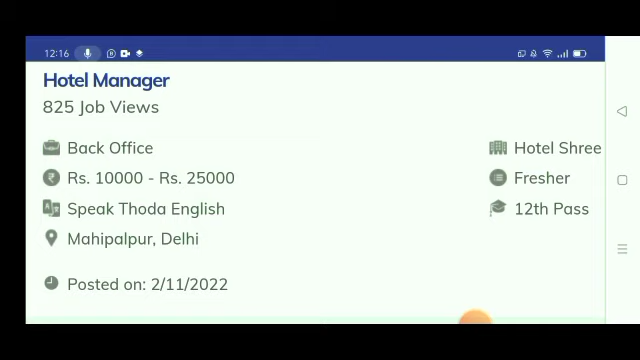 12:16
Hotel Manager
825 Job Views
Back Office
Hotel Shree
Rs. 10000 - Rs. 25000
Fresher
Speak Thoda English
12th Pass
Mahipalpur, Delhi
Posted on: 2/11/2022